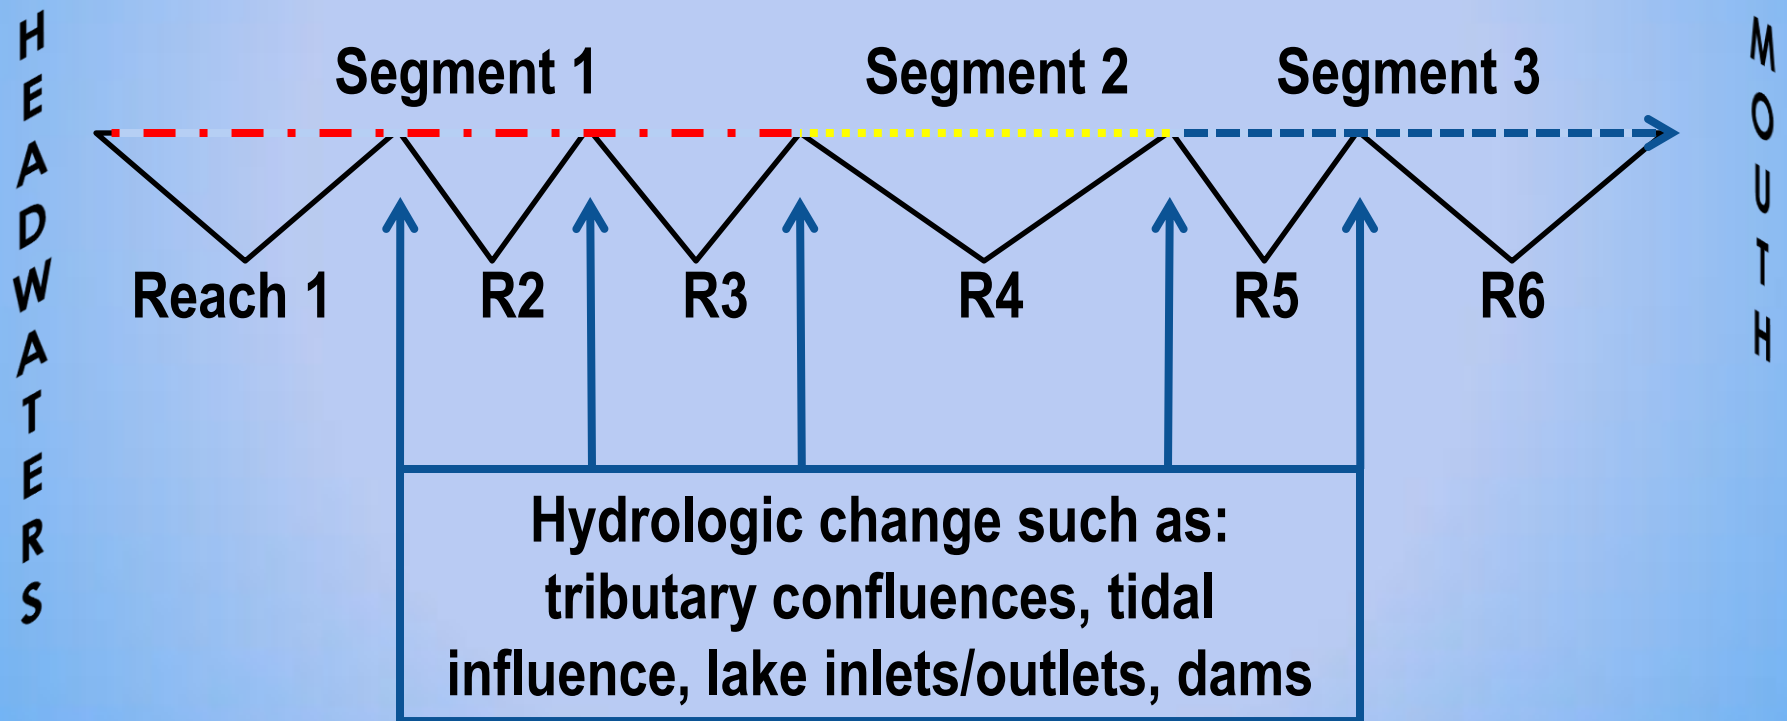 HEADWATERS
Segment 1 Segment 2 Segment 3
MOUTH
Reach 1 R2 R3 R4 R5 R6
Hydrologic change such as:
tributary confluences, tidal
influence, lake inlets/outlets, dams